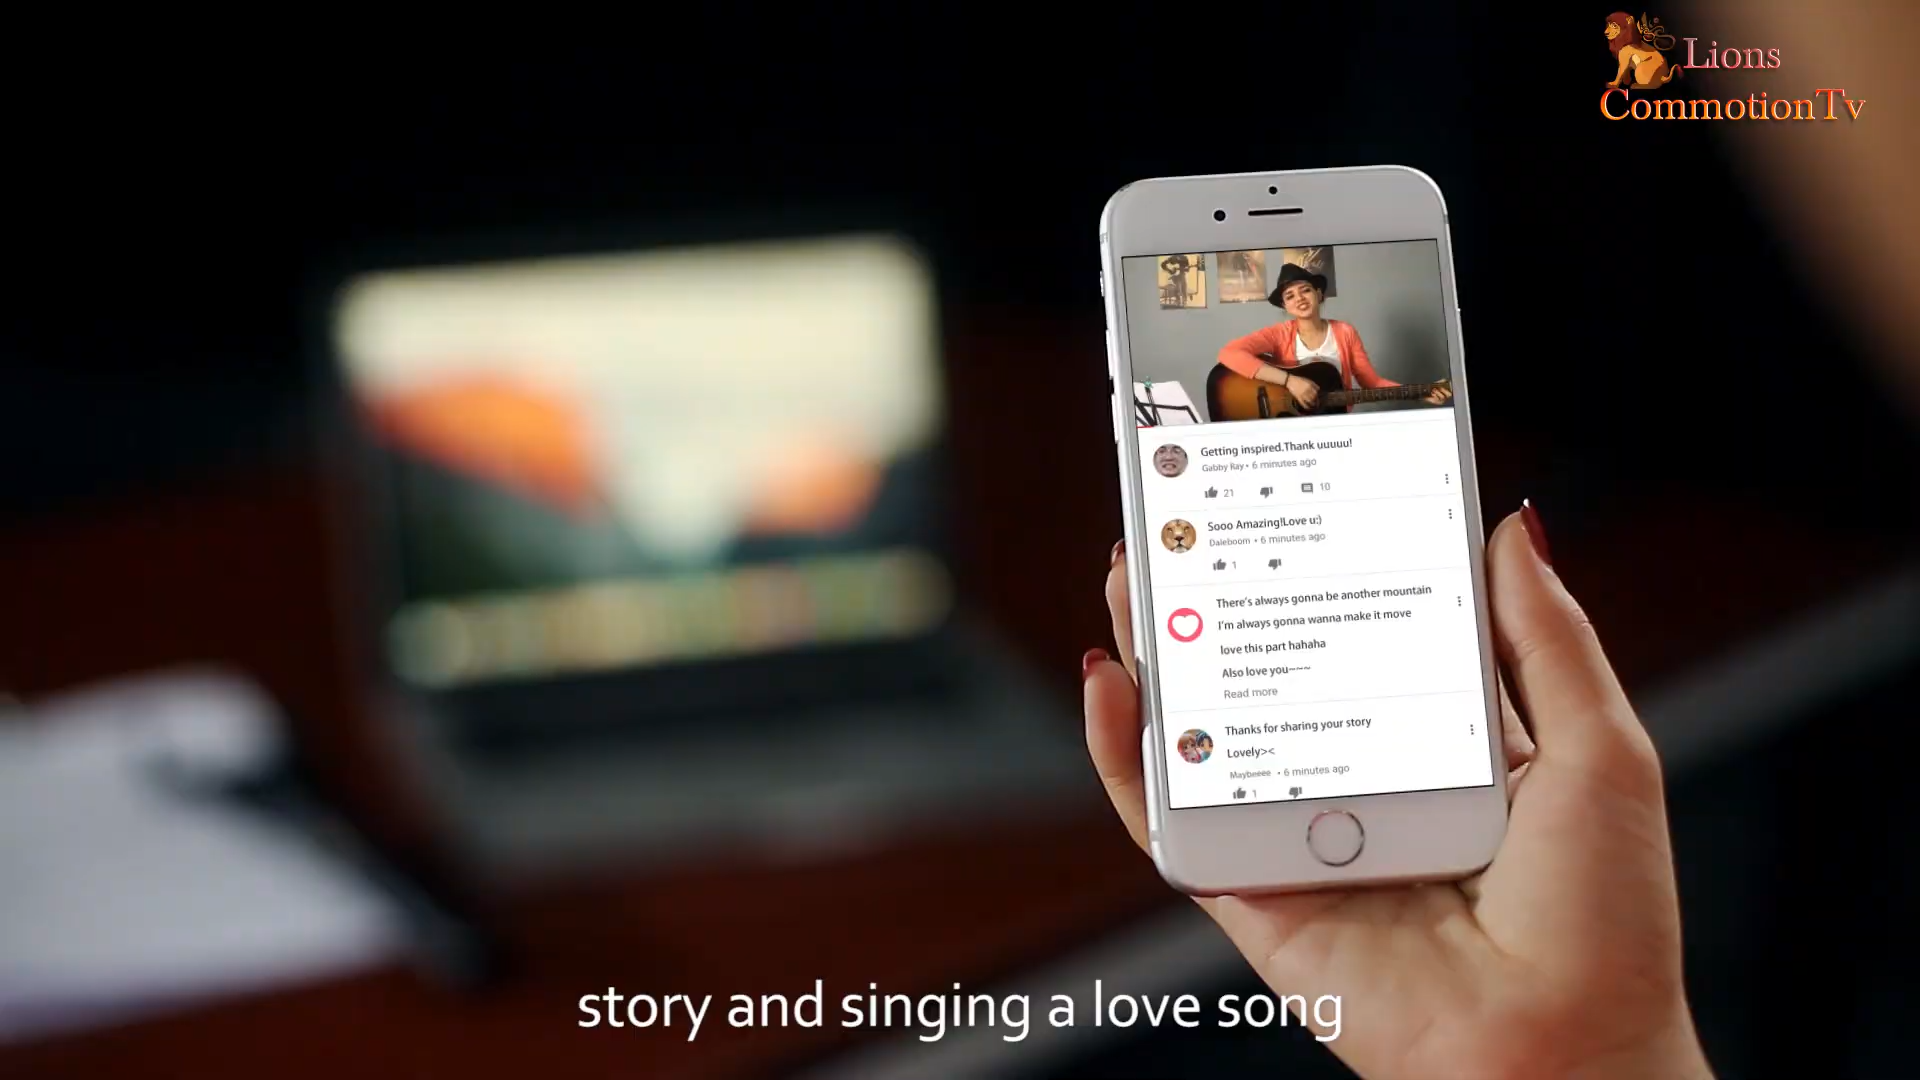 Lions
CommotionTv
Getting inspired.Thank uuuuu!
Gabby Ray • 6 minutes ago
21
10
Sooo Amazing!Love u:)
Daleboom • 6 minutes ago
1
There's always gonna be another mountain
I'm always gonna wanna make it move
love this part hahaha
Also love you~~~
Read more
Thanks for sharing your story
Lovely><
Maybeeee • 6 minutes ago
1
story and singing a love song